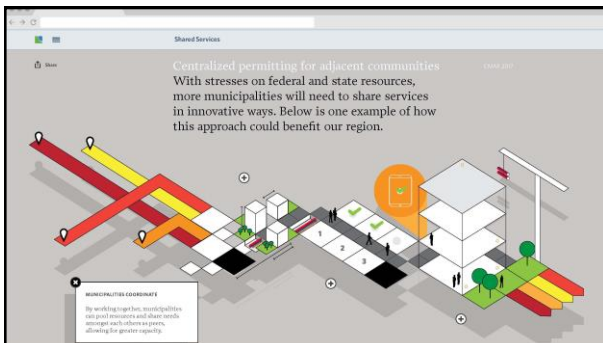 Shared Services
Share
Centralized permitting for adjacent communities
With stresses on federal and state resources,
more municipalities will need to share services
in innovative ways. Below is one example of how
this approach could benefit our region.
1
2
3
MUNICIPALITIES COORDINATE
By working together, municipalities
can pool resources and share needs
amongst each others as peers,
allowing for greater capacity.